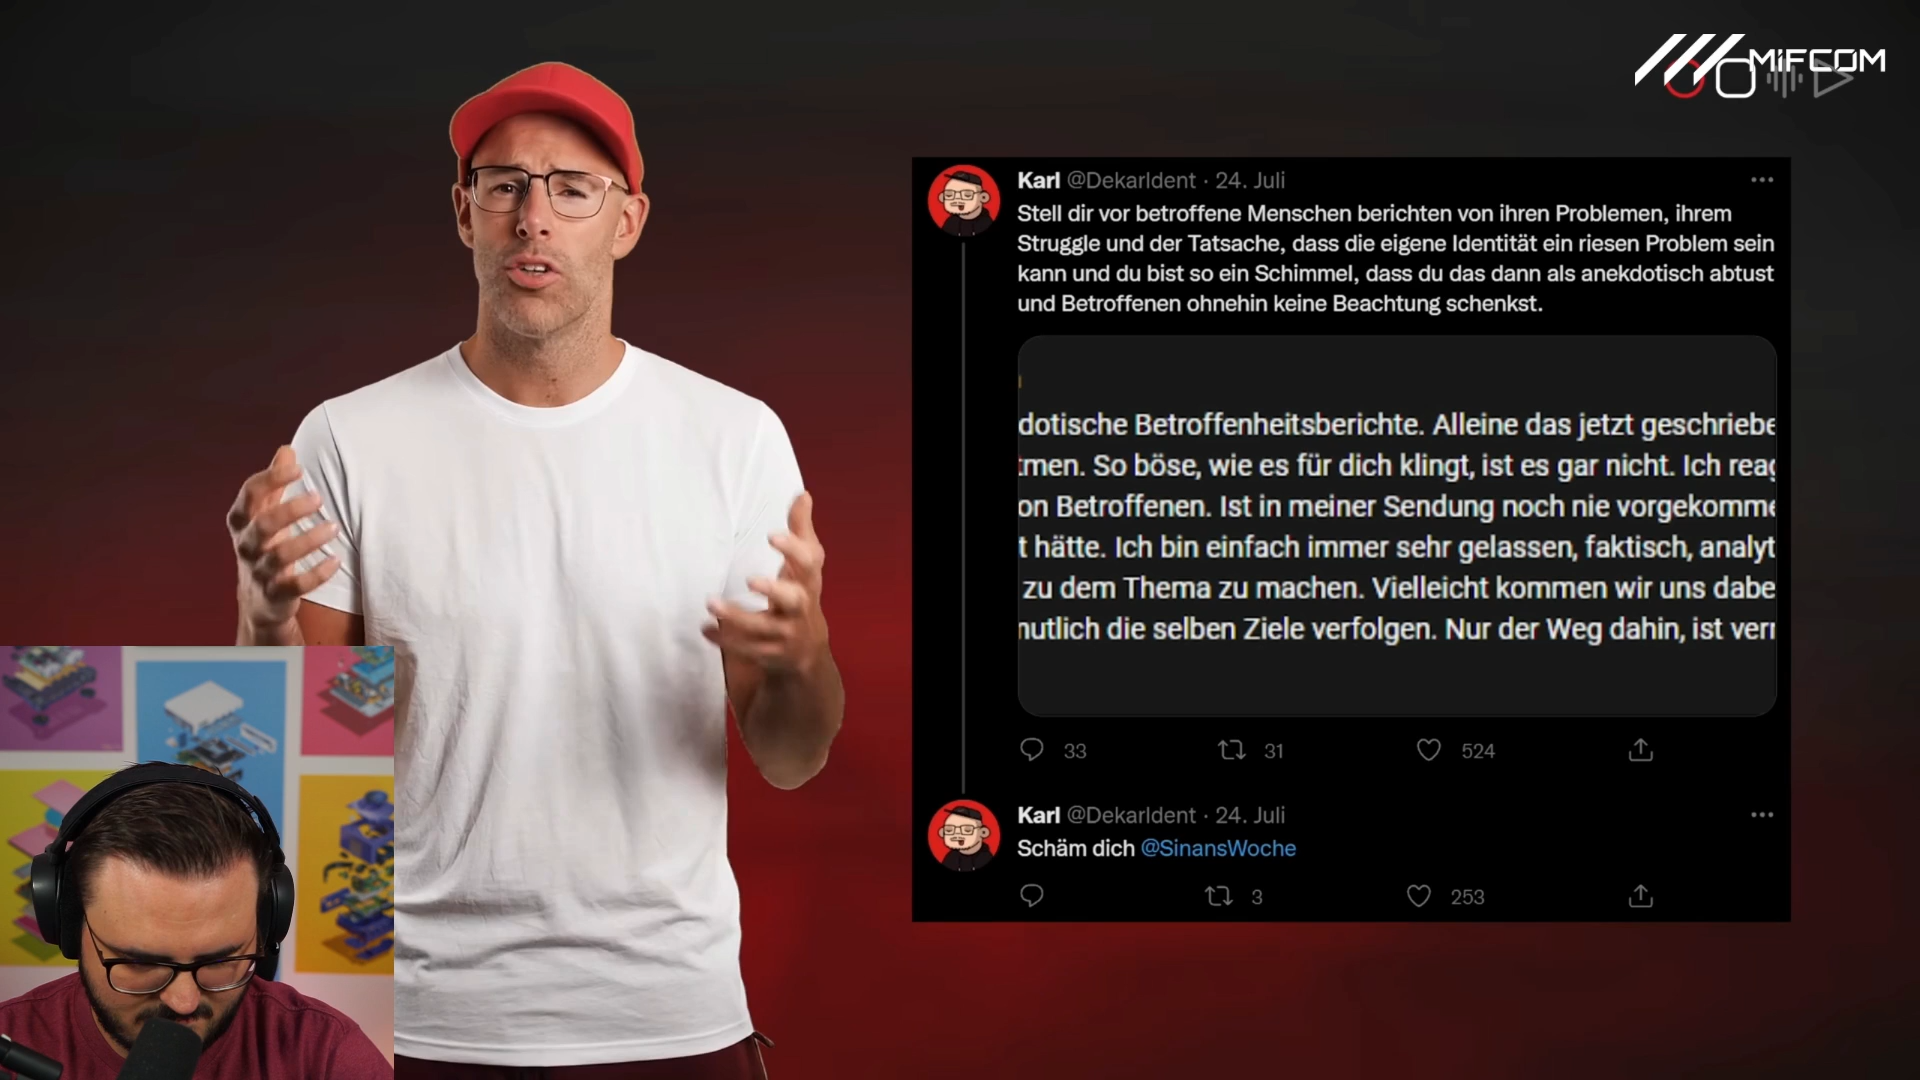 MIFCOM
Karl @Dekarldent · 24. Juli
Stell dir vor betroffene Menschen berichten von ihren Problemen, ihrem
Struggle und der Tatsache, dass die eigene Identität ein riesen Problem sein
kann und du bist so ein Schimmel, dass du das dann als anekdotisch abtust
und Betroffenen ohnehin keine Beachtung schenkst.
dotische Betroffenheitsberichte. Alleine das jetzt geschriebe
men. So böse, wie es für dich klingt, ist es gar nicht. Ich reag
on Betroffenen. Ist in meiner Sendung noch nie vorgekomme
t hätte. Ich bin einfach immer sehr gelassen, faktisch, analyt
zu dem Thema zu machen. Vielleicht kommen wir uns dabe
nutlich die selben Ziele verfolgen. Nur der Weg dahin, ist verr
33 31 524
Karl @Dekarldent · 24. Juli
Schäm dich @SinansWoche
3 253